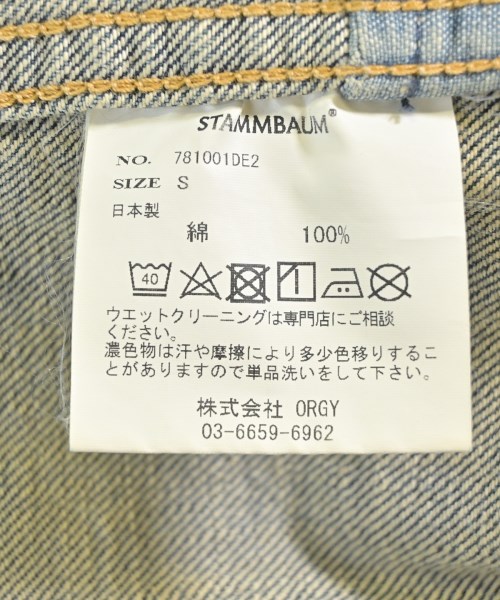 STAMMBAUM®
NO. 781001DE2
SIZE S
日本製
綿 100%
40
ウエットクリーニングは専門店にご相談
ください。
濃色物は汗や摩擦により多少色移りするこ
とがありますので単品洗いをして下さい。
株式会社 ORGY
03-6659-6962